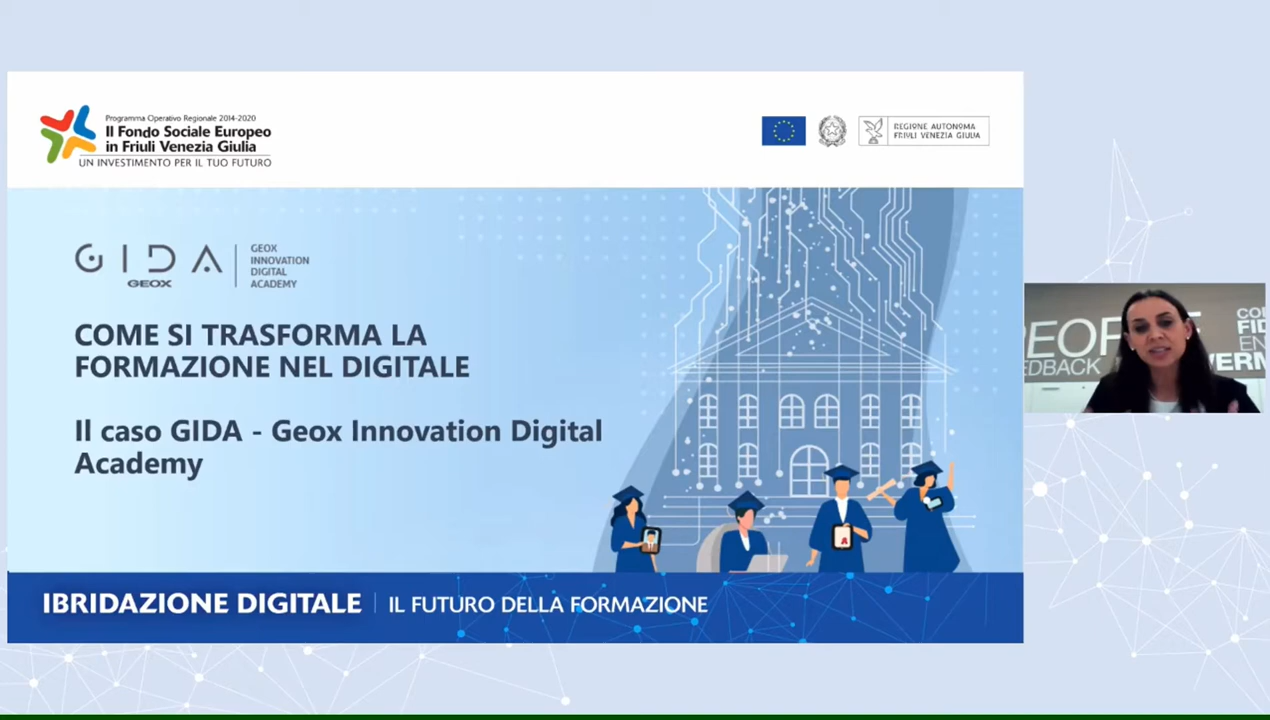 Programma Operativo Regionale 2014-2020
Il Fondo Sociale Europeo
in Friuli Venezia Giulia
UN INVESTIMENTO PER IL TUO FUTURO
REGIONE AUTONOMA
FRIULI VENEZIA GIULIA
GIDA
GEOX
GEOX
INNOVATION
DIGITAL
ACADEMY
COME SI TRASFORMA LA
FORMAZIONE NEL DIGITALE
Il caso GIDA - Geox Innovation Digital
Academy
IBRIDAZIONE DIGITALE | IL FUTURO DELLA FORMAZIONE